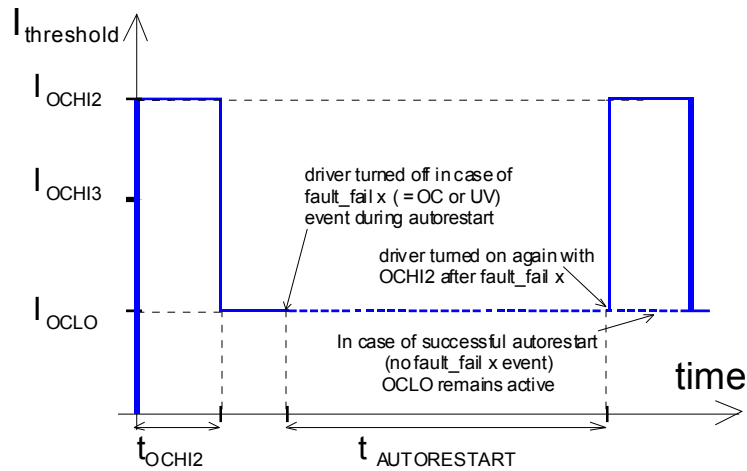 I threshold
I OCHI2
I OCHI3
driver turned off in case of
fault_fail x ( = OC or UV)
event during autorestart
driver turned on again with
OCHI2 after fault_fail x
I OCLO
In case of successful autorestart
(no fault_fail x event)
OCLO remains active
time
t OCHI2
t AUTORESTART